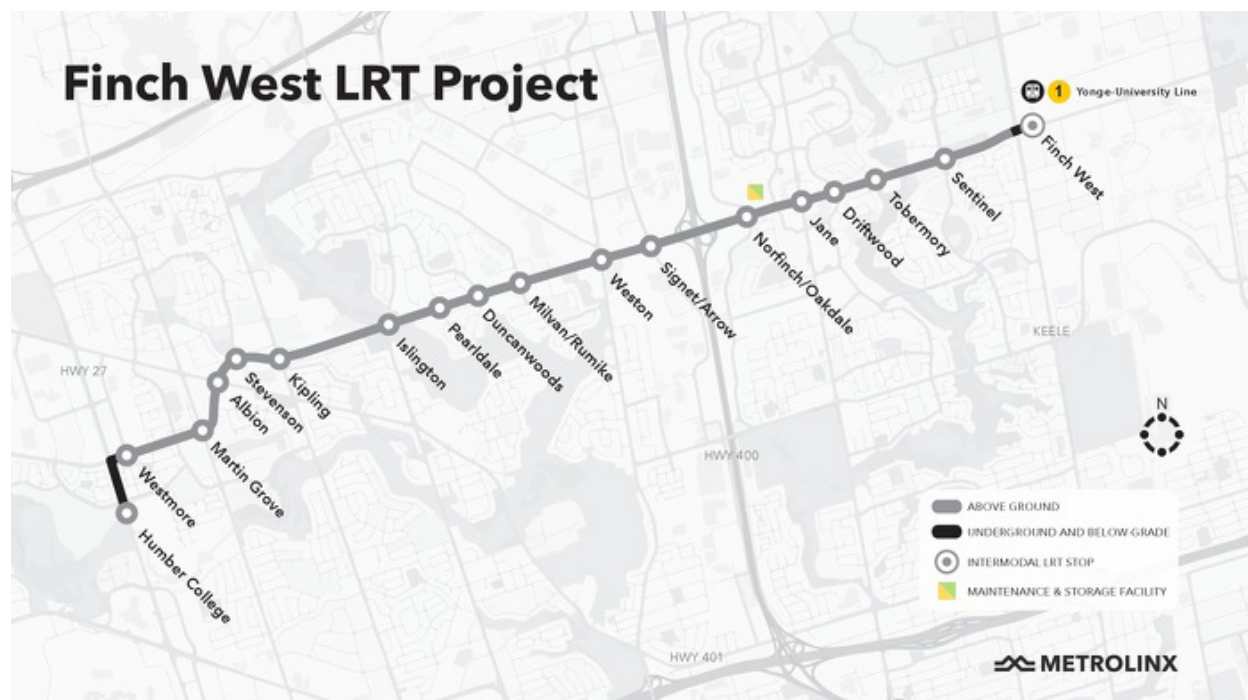 Finch West LRT Project
1 Yonge-University Line
Finch West
Sentinel
Tobermory
Driftwood
Jane
Norfinch/Oakdale
Signet/Arrow
Weston
Milvan/Rumike
Duncanwoods
Pearldale
Islington
Kipling
Stevenson
Albion
Martin Grove
Westmore
Humber College
HWY 27
KEELE
HWY 400
HWY 401
N
ABOVE GROUND
UNDERGROUND AND BELOW-GRADE
INTERMODAL LRT STOP
MAINTENANCE & STORAGE FACILITY
METROLINX